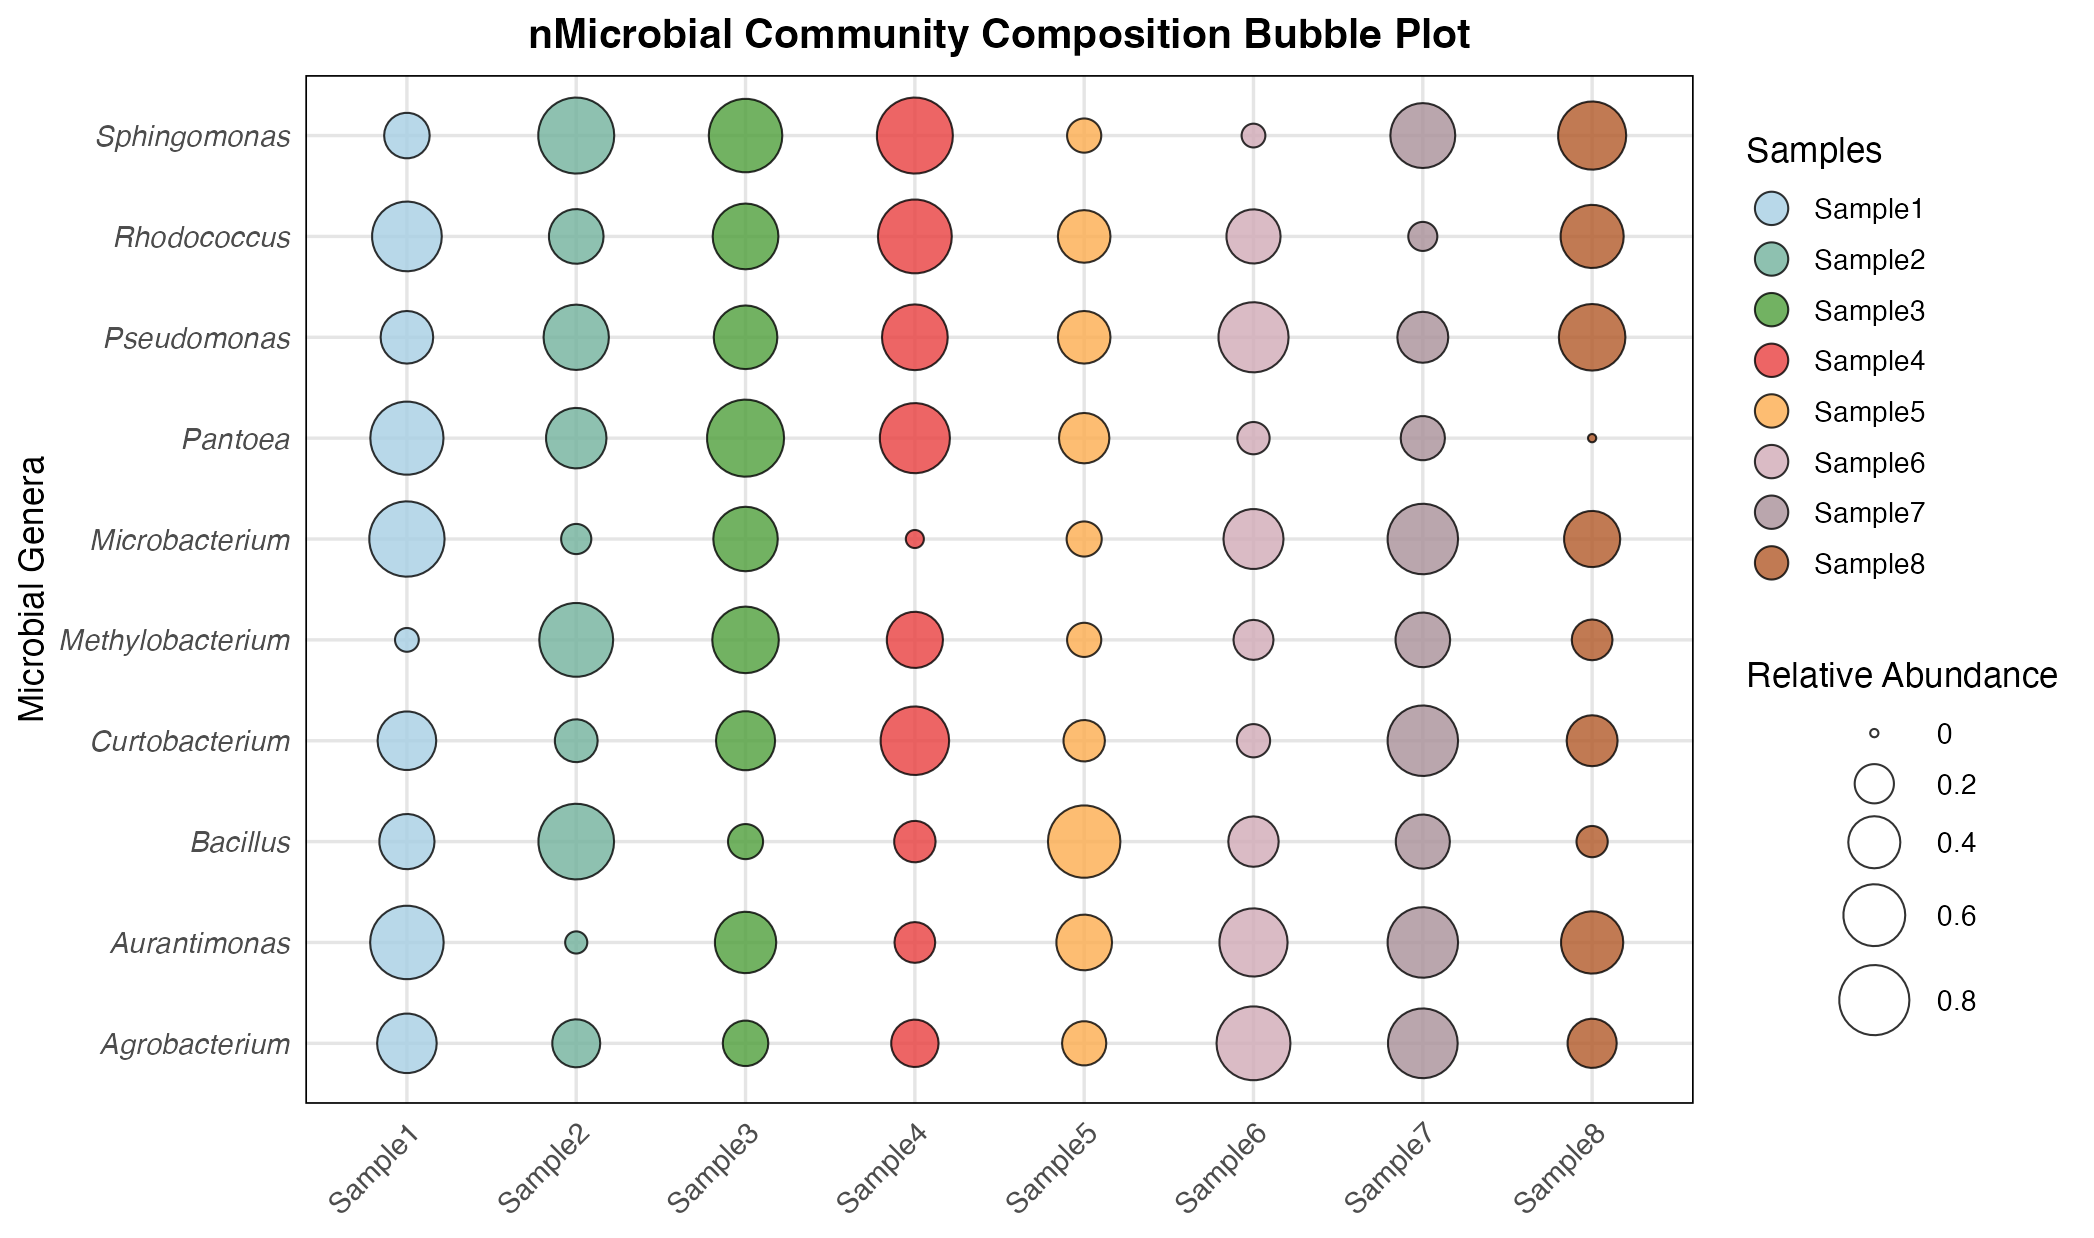 nMicrobial Community Composition Bubble Plot
Microbial Genera
Sphingomonas
Rhodococcus
Pseudomonas
Pantoea
Microbacterium
Methylobacterium
Curtobacterium
Bacillus
Aurantimonas
Agrobacterium
Sample1
Sample2
Sample3
Sample4
Sample5
Sample6
Sample7
Sample8
Samples
Sample1
Sample2
Sample3
Sample4
Sample5
Sample6
Sample7
Sample8
Relative Abundance
0
0.2
0.4
0.6
0.8